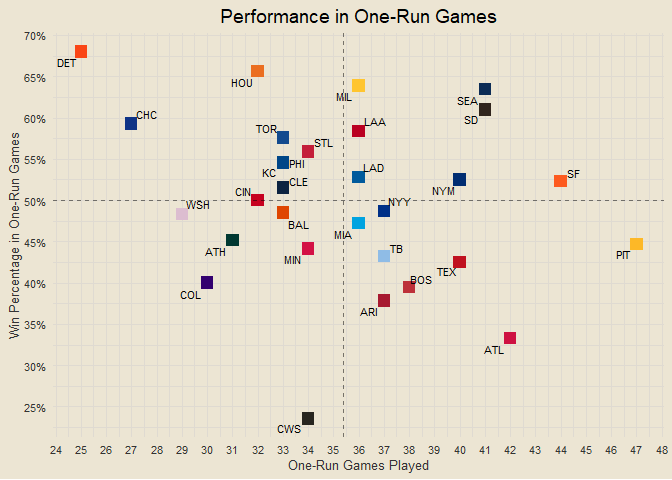 Performance in One-Run Games
Win Percentage in One-Run Games
70%
65%
60%
55%
50%
45%
40%
35%
30%
25%
DET
HOU
MIL
SEA
SD
CHC
TOR
LAA
STL
PHI
KC
CLE
LAD
NYM
SF
CIN
WSH
NYY
BAL
MIA
ATH
MIN
TB
PIT
TEX
COL
BOS
ARI
ATL
CWS
24 25 26 27 28 29 30 31 32 33 34 35 36 37 38 39 40 41 42 43 44 45 46 47 48
One-Run Games Played